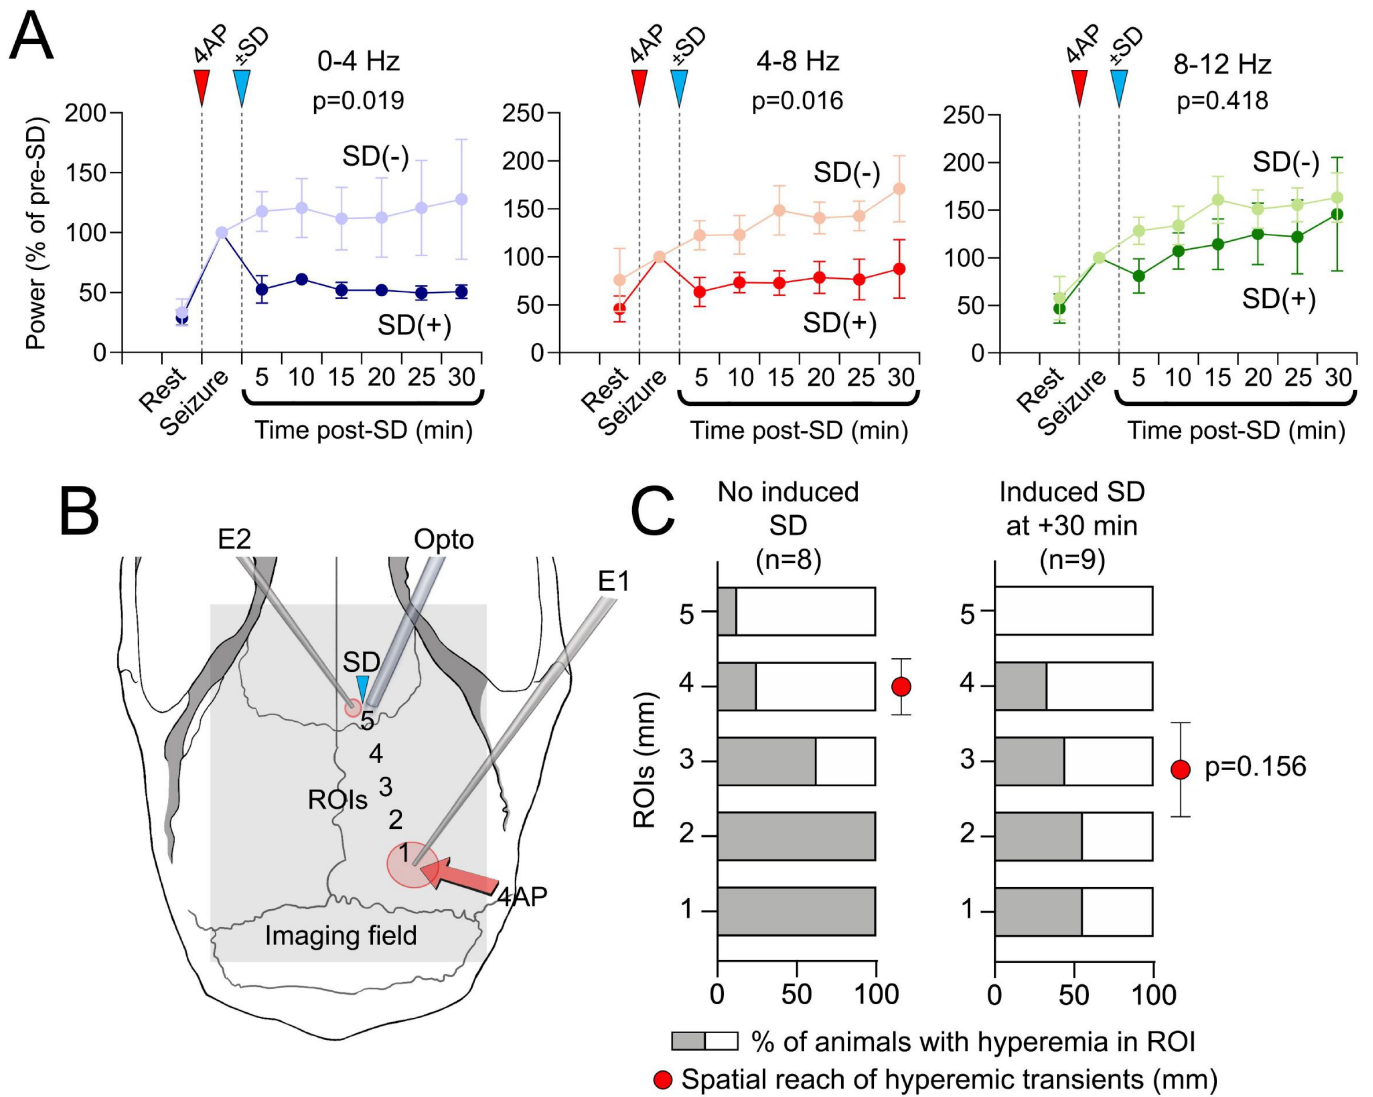 A
4AP
±SD
0-4 Hz
p=0.019
Power (% of pre-SD)
200
150
100
50
0
SD(-)
SD(+)
Rest
Seizure
5 10 15 20 25 30
Time post-SD (min)
4AP
±SD
4-8 Hz
p=0.016
250
200
150
100
50
0
SD(-)
SD(+)
Rest
Seizure
5 10 15 20 25 30
Time post-SD (min)
4AP
±SD
8-12 Hz
p=0.418
250
200
150
100
50
0
SD(-)
SD(+)
Rest
Seizure
5 10 15 20 25 30
Time post-SD (min)
B
E2
Opto
E1
SD
5
4
3
ROIs
2
1
4AP
Imaging field
C
No induced
SD
(n=8)
ROIs (mm)
5
4
3
2
1
0 50 100
Induced SD
at +30 min
(n=9)
5
4
3
2
1
p=0.156
0 50 100
% of animals with hyperemia in ROI
Spatial reach of hyperemic transients (mm)